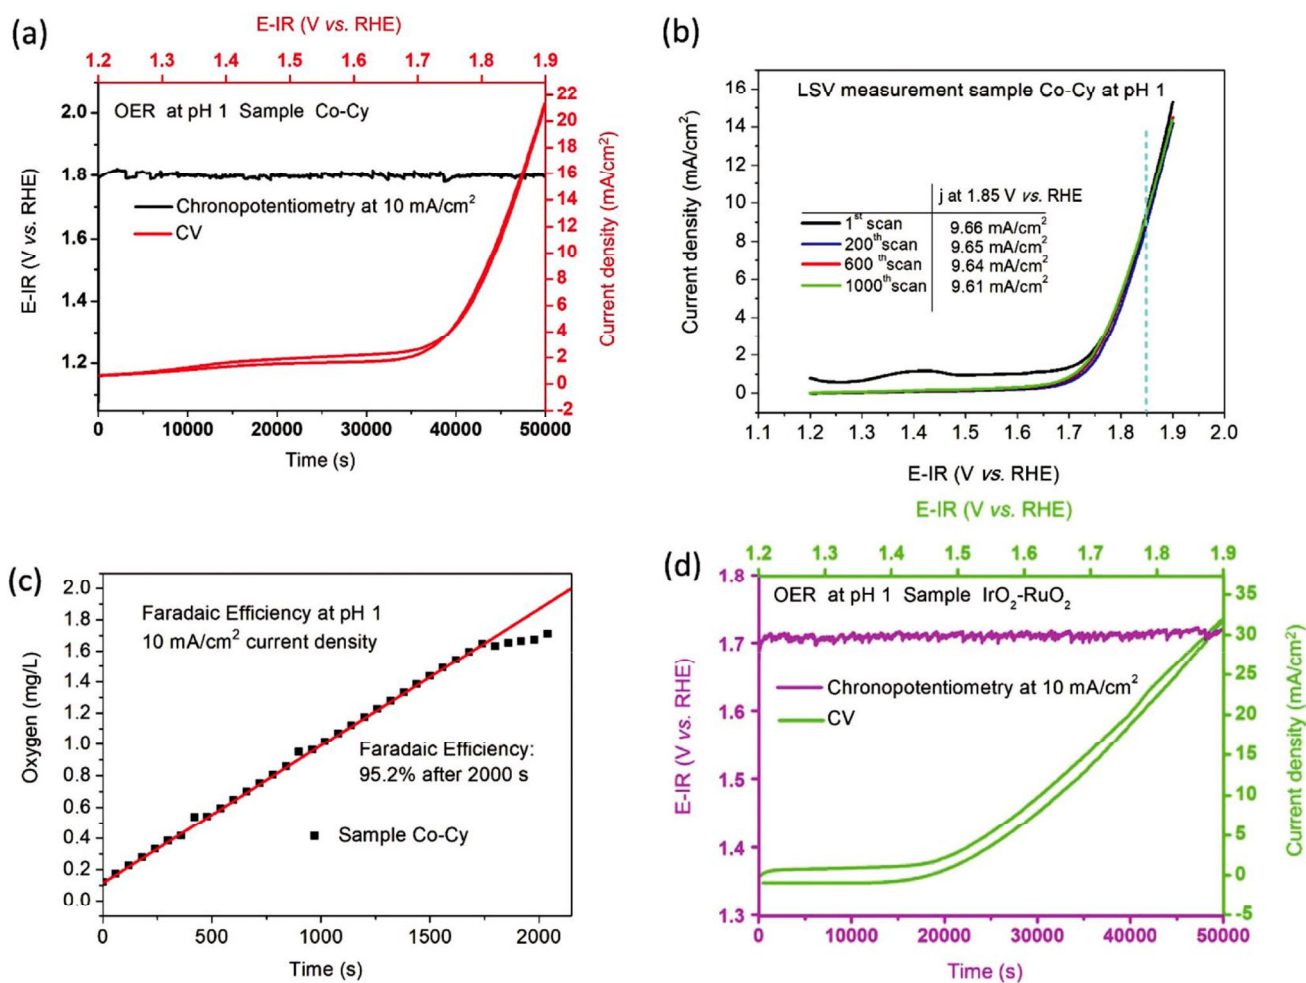 (a)
E-IR (V vs. RHE)
1.2 1.3 1.4 1.5 1.6 1.7 1.8 1.9
OER at pH 1 Sample Co-Cy
Chronopotentiometry at 10 mA/cm²
CV
E-IR (V vs. RHE)
2.0
1.8
1.6
1.4
1.2
22
20
18
16
14
12
10
8
6
4
2
0
-2
Current density (mA/cm²)
0 10000 20000 30000 40000 50000
Time (s)
(b)
LSV measurement sample Co-Cy at pH 1
j at 1.85 V vs. RHE
1st scan 9.66 mA/cm²
200th scan 9.65 mA/cm²
600 th scan 9.64 mA/cm²
1000th scan 9.61 mA/cm²
Current density (mA/cm²)
16
14
12
10
8
6
4
2
0
1.1 1.2 1.3 1.4 1.5 1.6 1.7 1.8 1.9 2.0
E-IR (V vs. RHE)
(c)
Faradaic Efficiency at pH 1
10 mA/cm² current density
Faradaic Efficiency:
95.2% after 2000 s
Sample Co-Cy
Oxygen (mg/L)
2.0
1.8
1.6
1.4
1.2
1.0
0.8
0.6
0.4
0.2
0.0
0 500 1000 1500 2000
Time (s)
(d)
E-IR (V vs. RHE)
1.2 1.3 1.4 1.5 1.6 1.7 1.8 1.9
OER at pH 1 Sample IrO₂-RuO₂
Chronopotentiometry at 10 mA/cm²
CV
E-IR (V vs. RHE)
1.8
1.7
1.6
1.5
1.4
1.3
35
30
25
20
15
10
5
0
-5
Current density (mA/cm²)
0 10000 20000 30000 40000 50000
Time (s)